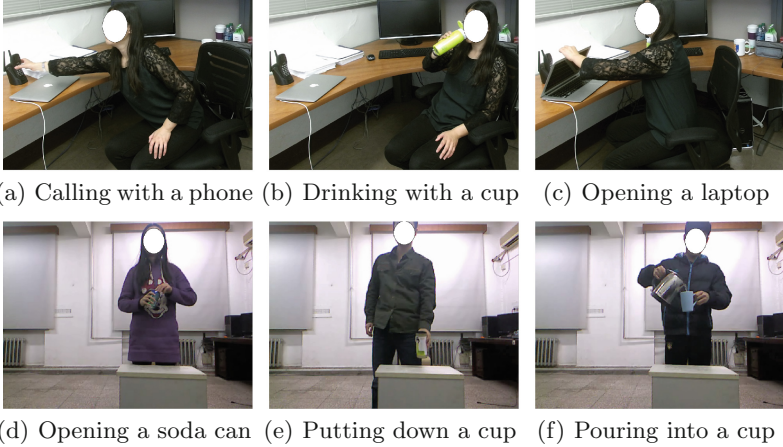 (a) Calling with a phone (b) Drinking with a cup (c) Opening a laptop
(d) Opening a soda can (e) Putting down a cup (f) Pouring into a cup